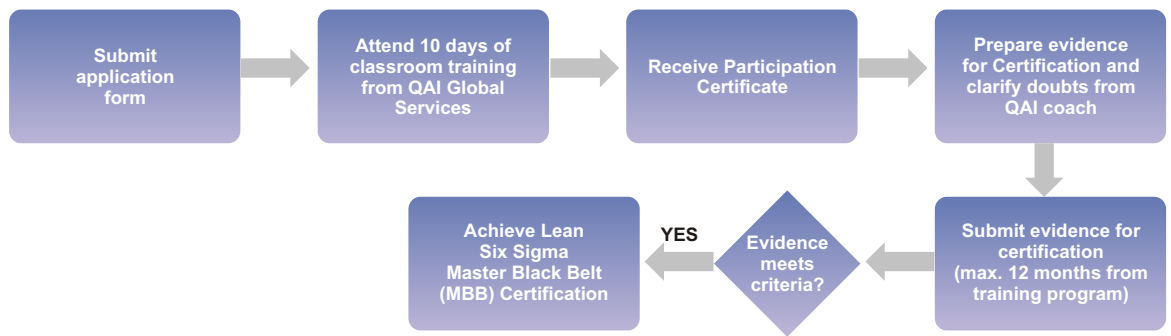 Submit
application
form
Attend 10 days of
classroom training
from QAI Global
Services
Receive Participation
Certificate
Prepare evidence
for Certification and
clarify doubts from
QAI coach
Submit evidence for
certification
(max. 12 months from
training program)
Evidence
meets
criteria?
YES
Achieve Lean
Six Sigma
Master Black Belt
(MBB) Certification